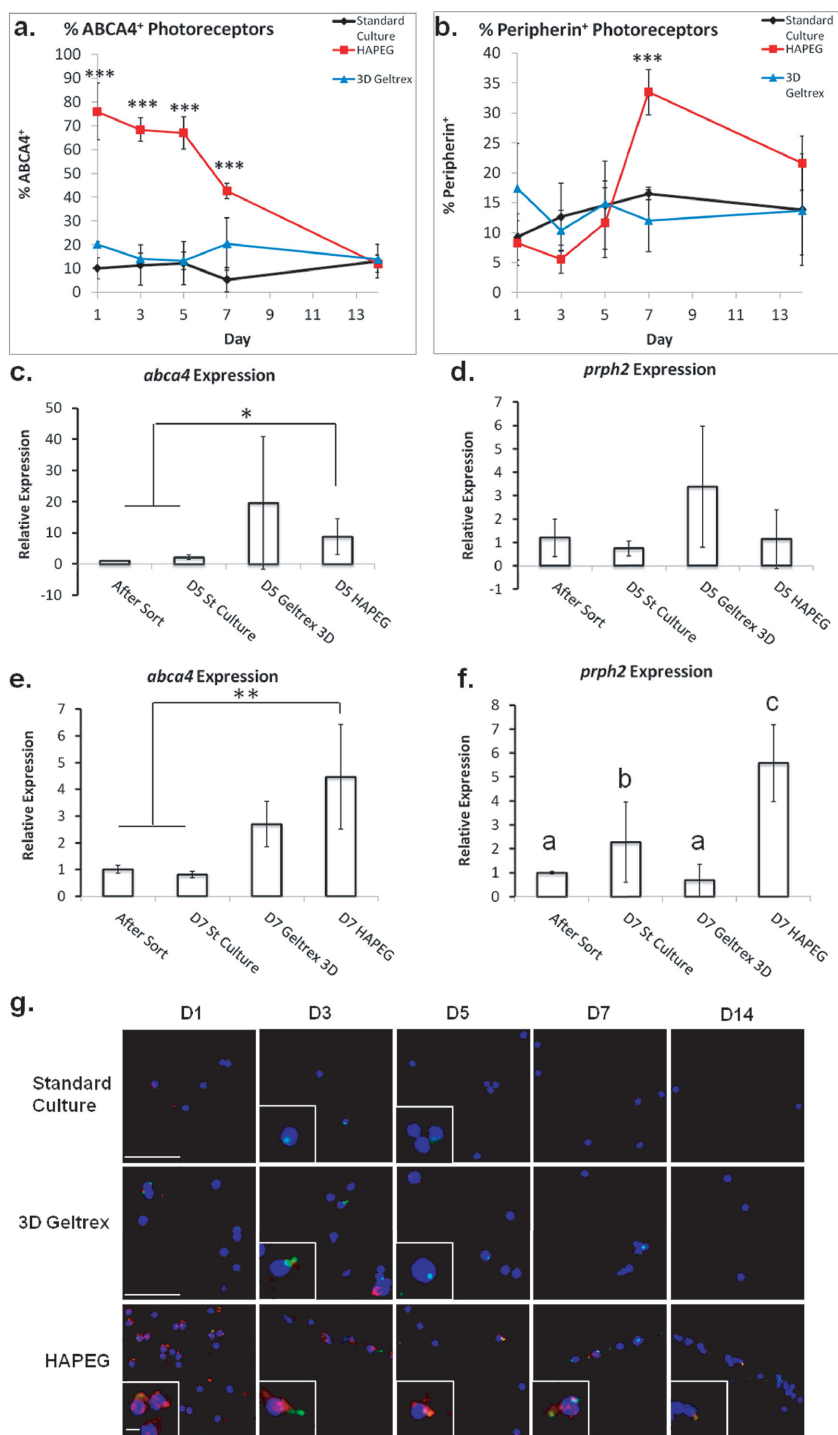 a.
% ABCA4+ Photoreceptors
Standard
Culture
HAPEG
3D Geltrex
100
90
80
70
60
50
40
30
20
10
0
% ABCA4+
***
***
***
***
1
3
5
7
9
11
13
Day
b.
% Peripherin+ Photoreceptors
Standard
Culture
HAPEG
3D
Geltrex
40
35
30
25
20
15
10
5
0
% Peripherin+
***
1
3
5
7
9
11
13
Day
c.
abca4 Expression
50
40
30
20
10
0
-10
Relative Expression
*
After Sort
D5 St Culture
D5 Geltrex 3D
D5 HAPEG
d.
prph2 Expression
7
6
5
4
3
2
1
0
-1
Relative Expression
After Sort
D5 St Culture
D5 Geltrex 3D
D5 HAPEG
e.
abca4 Expression
7
6
5
4
3
2
1
0
Relative Expression
**
After Sort
D7 St Culture
D7 Geltrex 3D
D7 HAPEG
f.
prph2 Expression
8
7
6
5
4
3
2
1
0
Relative Expression
a
b
a
c
After Sort
D7 St Culture
D7 Geltrex 3D
D7 HAPEG
g.
D1
D3
D5
D7
D14
Standard
Culture
3D Geltrex
HAPEG